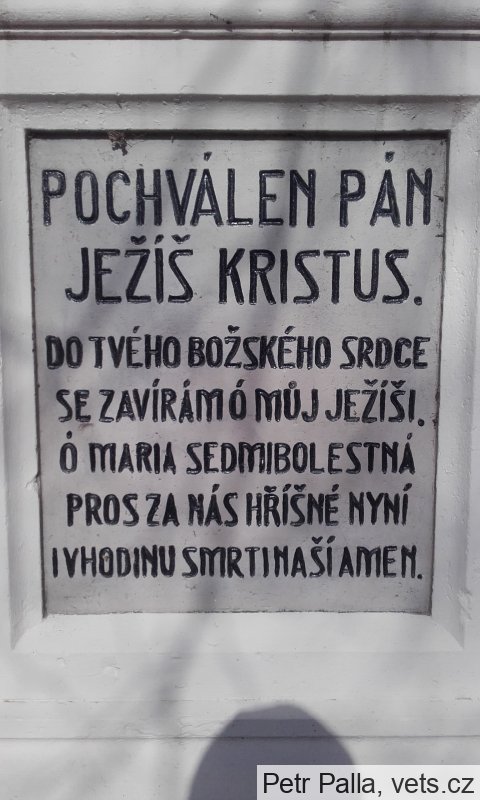 POCHVÁLEN PÁN
JEŽÍŠ KRISTUS.
DO TVÉHO BOŽSKÉHO SRDCE
SE ZAVÍRÁM Ó MŮJ JEŽÍŠI.
Ó MARIA SEDMIBOLESTNÁ
PROS ZA NÁS HŘÍŠNÉ NYNÍ
I V HODINU SMRTI NAŠÍ AMEN.
Petr Palla, vets.cz